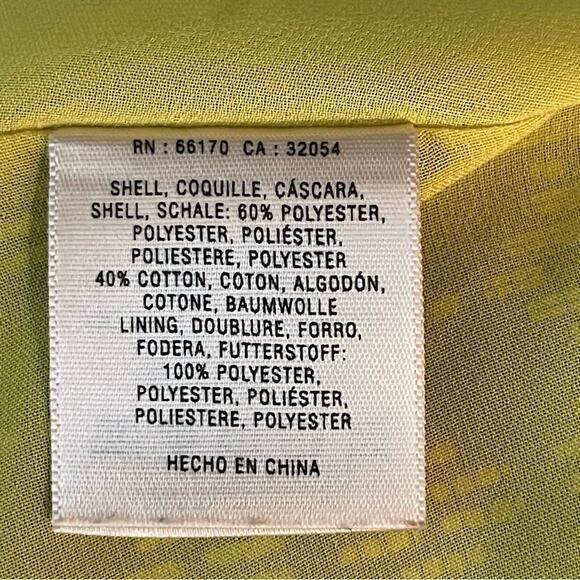 RN : 66170 CA : 32054
SHELL, COQUILLE, CÁSCARA,
SHELL, SCHALE: 60% POLYESTER,
POLYESTER, POLIÉSTER,
POLIESTERE, POLYESTER
40% COTTON, COTON, ALGODÓN,
COTONE, BAUMWOLLE
LINING, DOUBLURE, FORRO,
FODERA, FUTTERSTOFF:
100% POLYESTER,
POLYESTER, POLIÉSTER,
POLIESTERE, POLYESTER
HECHO EN CHINA